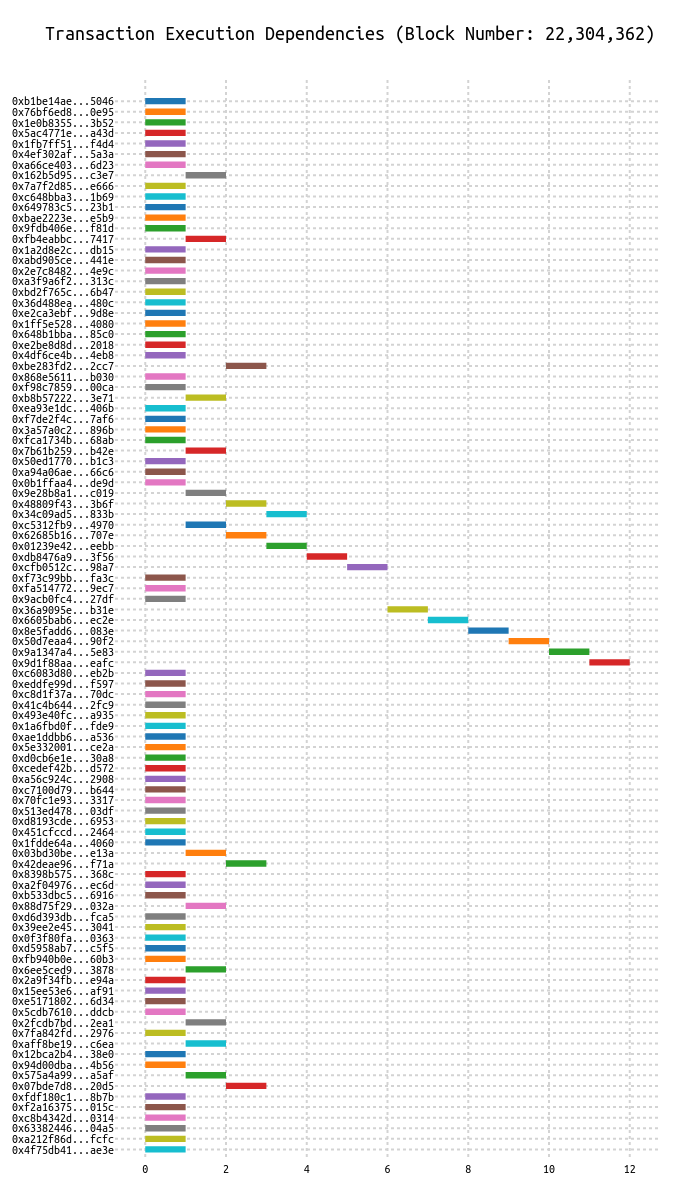 Transaction Execution Dependencies (Block Number: 22,304,362)
0xb1be14ae...5046
0x76bf6ed8...0e95
0x1e0b8355...3b52
0x5ac4771e...a43d
0x1fb7ff51...f4d4
0x4ef302af...5a3a
0xa66ce403...6d23
0x162b5d95...c3e7
0x7a7f2d85...e666
0xc648bba3...1b69
0x649783c5...23b1
0xbae2223e...e5b9
0x9fdb406e...f81d
0xfb4eabbc...7417
0x1a2d8e2c...db15
0xabd905ce...441e
0x2e7c8482...4e9c
0xa3f9a6f2...313c
0xbd2f765c...6b47
0x36d488ea...480c
0xe2ca3ebf...9d8e
0x1ff5e528...4080
0x648b1bba...85c0
0xe2be8d8d...2018
0x4df6ce4b...4eb8
0xbe283fd2...2cc7
0x868e5611...b030
0xf98c7859...00ca
0xb8b57222...3e71
0xea93e1dc...406b
0xf7de2f4c...7af6
0x3a57a0c2...896b
0xfca1734b...68ab
0x7b61b259...b42e
0x50ed1770...b1c3
0xa94a06ae...66c6
0x0b1ffaa4...de9d
0x9e28b8a1...c019
0x48809f43...3b6f
0x34c09ad5...833b
0xc5312fb9...4970
0x62685b16...707e
0x01239e42...eebb
0xdb8476a9...3f56
0xcfb0512c...98a7
0xf73c99bb...fa3c
0xfa514772...9ec7
0x9acb0fc4...27df
0x36a9095e...b31e
0x6605bab6...ec2e
0x8e5fadd6...083e
0x50d7eaa4...90f2
0x9a1347a4...5e83
0x9d1f88aa...eafc
0xc6083d80...eb2b
0xeddfe99d...f597
0xc8d1f37a...70dc
0x41c4b644...2fc9
0x493e40fc...a935
0x1a6fbd0f...fde9
0xae1ddbb6...a536
0x5e332001...ce2a
0xd0cb6e1e...30a8
0xcedef42b...d572
0xa56c924c...2908
0xc7100d79...b644
0x70fc1e93...3317
0x513ed478...03df
0xd8193cde...6953
0x451cfccd...2464
0x1fdde64a...4060
0x03bd30be...e13a
0x42deae96...f71a
0x8398b575...368c
0xa2f04976...ec6d
0xb533dbc5...6916
0x88d75f29...032a
0xd6d393db...fca5
0x39ee2e45...3041
0x0f3f80fa...0363
0xd5958ab7...c5f5
0xfb940b0e...60b3
0x6ee5ced9...3878
0x2a9f34fb...e94a
0x15ee53e6...af91
0xe5171802...6d34
0x5cdb7610...ddcb
0x2fcdb7bd...2ea1
0x7fa842fd...2976
0xaff8be19...c6ea
0x12bca2b4...38e0
0x94d00dba...4b56
0x575a4a99...a5af
0x07bde7d8...20d5
0xfdf180c1...8b7b
0xf2a16375...015c
0xc8b4342d...0314
0x63382446...04a5
0xa212f86d...fcfc
0x4f75db41...ae3e
0 2 4 6 8 10 12